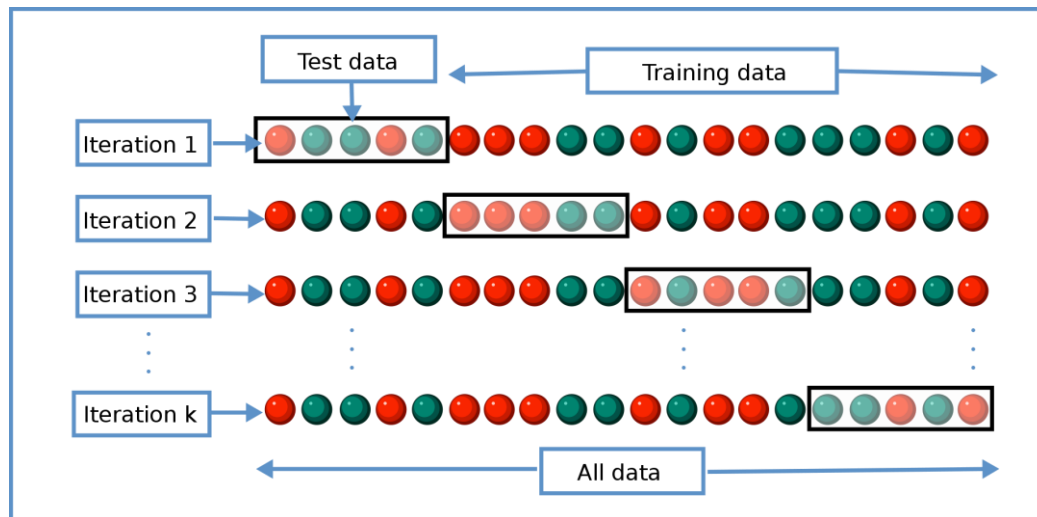 Test data
Training data
Iteration 1
Iteration 2
Iteration 3
Iteration k
All data